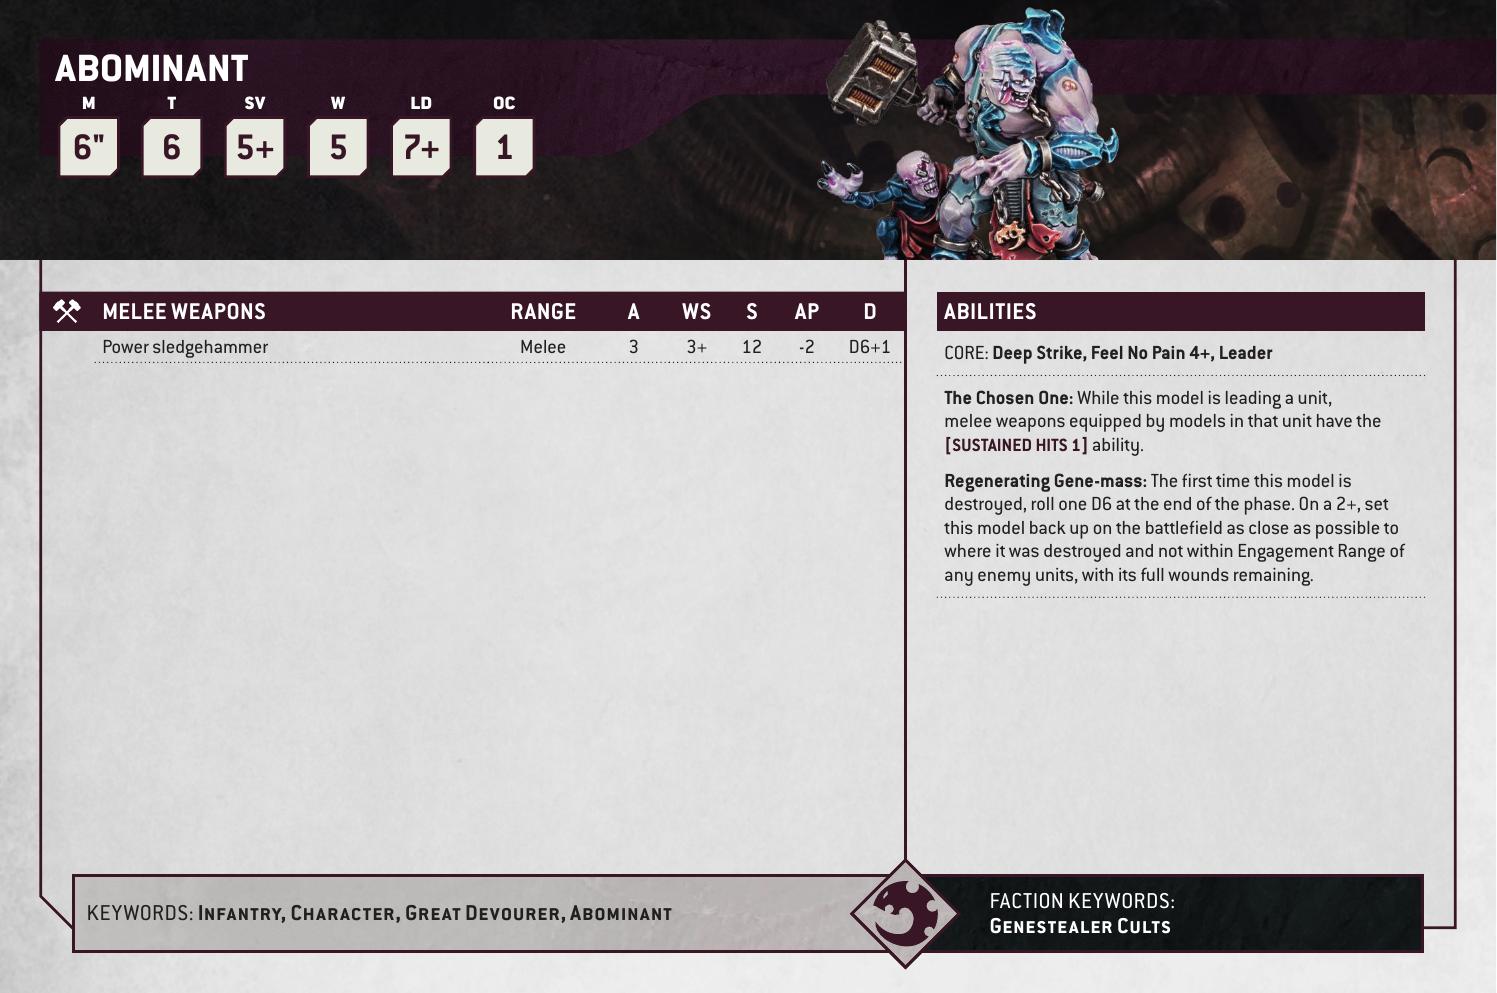 ABOMINANT
M T SV W LD OC
6" 6 5+ 5 7+ 1
MELEE WEAPONS RANGE A WS S AP D
Power sledgehammer Melee 3 3+ 12 -2 D6+1
ABILITIES
CORE: Deep Strike, Feel No Pain 4+, Leader
The Chosen One: While this model is leading a unit,
melee weapons equipped by models in that unit have the
[SUSTAINED HITS 1] ability.
Regenerating Gene-mass: The first time this model is
destroyed, roll one D6 at the end of the phase. On a 2+, set
this model back up on the battlefield as close as possible to
where it was destroyed and not within Engagement Range of
any enemy units, with its full wounds remaining.
KEYWORDS: INFANTRY, CHARACTER, GREAT DEVOURER, ABOMINANT
FACTION KEYWORDS:
GENESTEALER CULTS